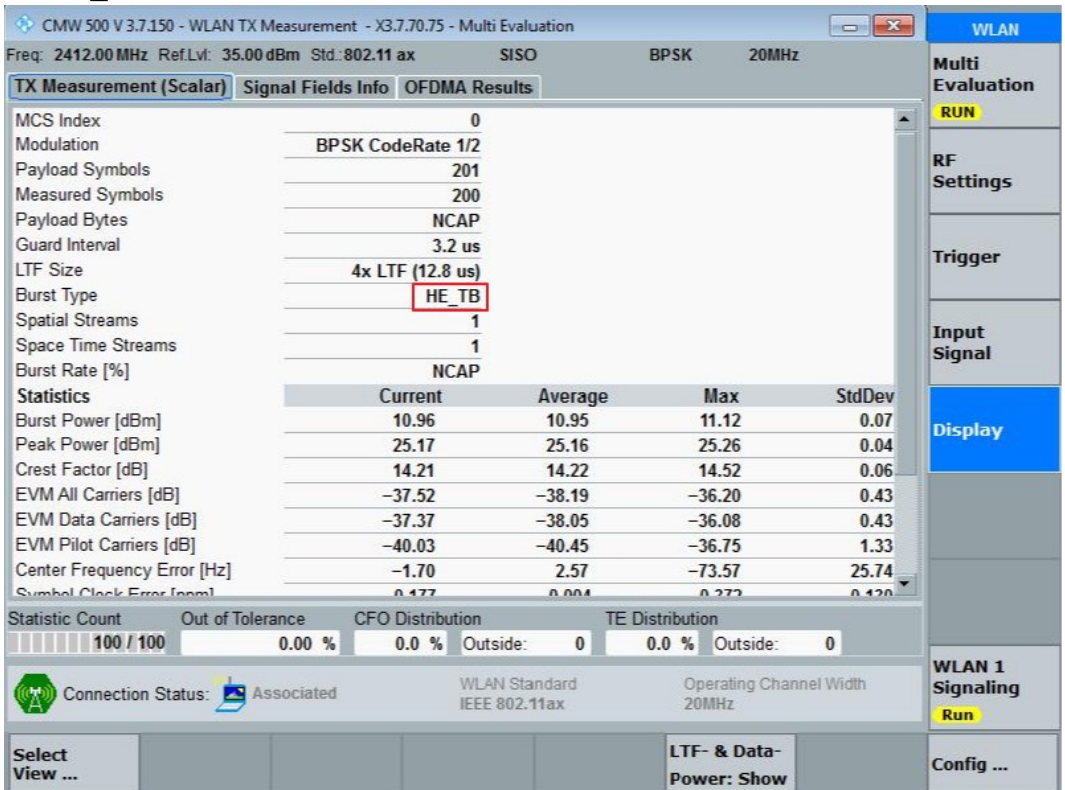 CMW 500 V 3.7.150 - WLAN TX Measurement - X3.7.70.75 - Multi Evaluation
WLAN
Freq: 2412.00 MHz Ref.Lvl: 35.00 dBm Std.: 802.11 ax SISO BPSK 20MHz
TX Measurement (Scalar) Signal Fields Info OFDMA Results
Multi
Evaluation
RUN
MCS Index 0
Modulation BPSK CodeRate 1/2
Payload Symbols 201
Measured Symbols 200
Payload Bytes NCAP
Guard Interval 3.2 us
LTF Size 4x LTF (12.8 us)
Burst Type HE_TB
Spatial Streams 1
Space Time Streams 1
Burst Rate [%] NCAP
RF
Settings
Trigger
Input
Signal
Display
Statistics Current Average Max StdDev
Burst Power [dBm] 10.96 10.95 11.12 0.07
Peak Power [dBm] 25.17 25.16 25.26 0.04
Crest Factor [dB] 14.21 14.22 14.52 0.06
EVM All Carriers [dB] −37.52 −38.19 −36.20 0.43
EVM Data Carriers [dB] −37.37 −38.05 −36.08 0.43
EVM Pilot Carriers [dB] −40.03 −40.45 −36.75 1.33
Center Frequency Error [Hz] −1.70 2.57 −73.57 25.74
Symbol Clock Error [ppm]
Statistic Count Out of Tolerance CFO Distribution TE Distribution
100 / 100 0.00 % 0.0 % Outside: 0 0.0 % Outside: 0
Connection Status: Associated
WLAN Standard
IEEE 802.11ax
Operating Channel Width
20MHz
WLAN 1
Signaling
Run
Select
View ...
LTF- & Data-
Power: Show
Config ...